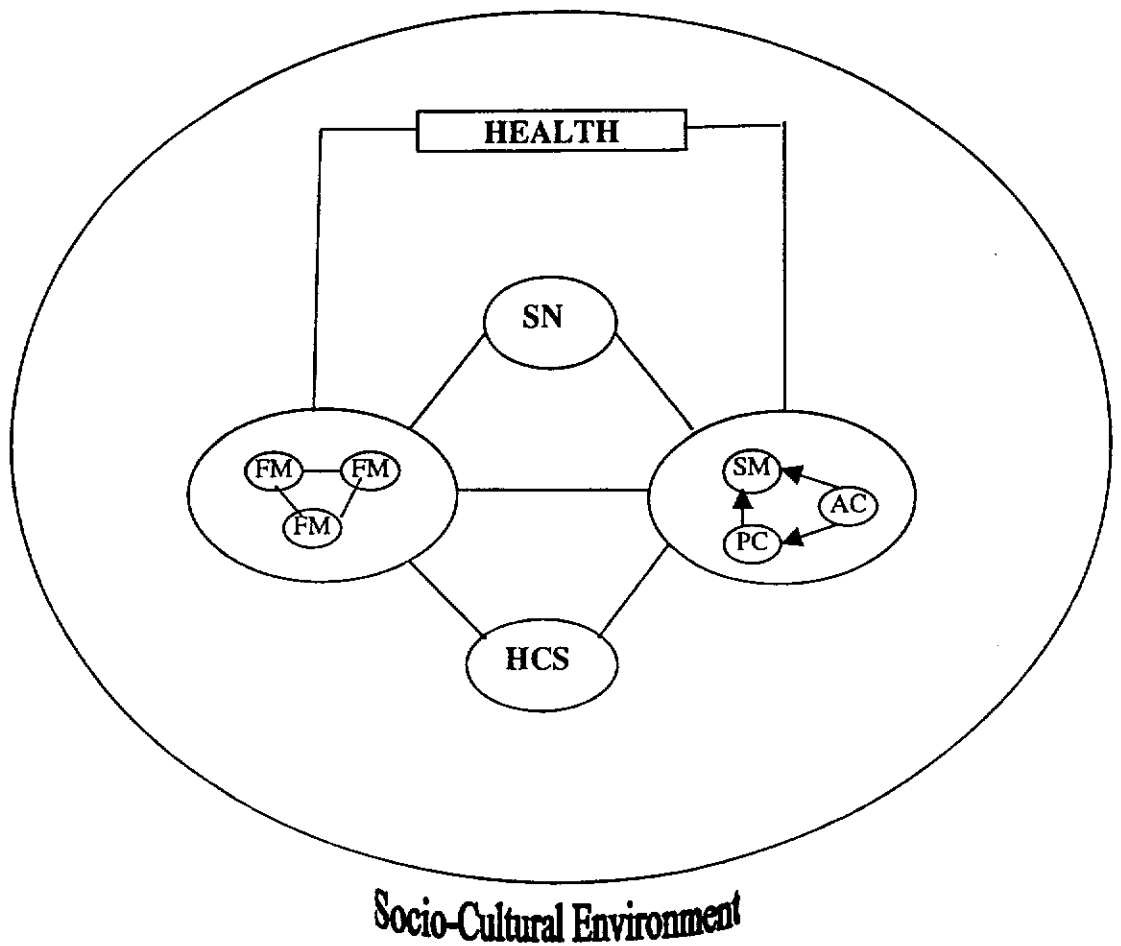 HEALTH
SN
FM FM
FM
SM
AC
PC
HCS
Socio-Cultural Environment